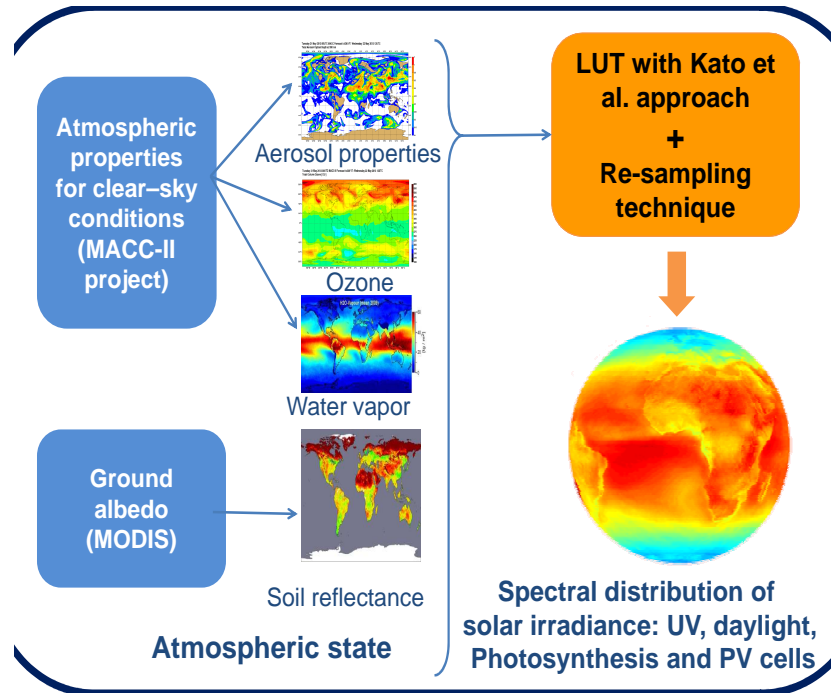 Atmospheric
properties
for clear–sky
conditions
(MACC-II
project)
Aerosol properties
Ozone
H2O-Vapour
Water vapor
Ground
albedo
(MODIS)
Soil reflectance
Atmospheric state
LUT with Kato et
al. approach
+
Re-sampling
technique
Spectral distribution of
solar irradiance: UV, daylight,
Photosynthesis and PV cells